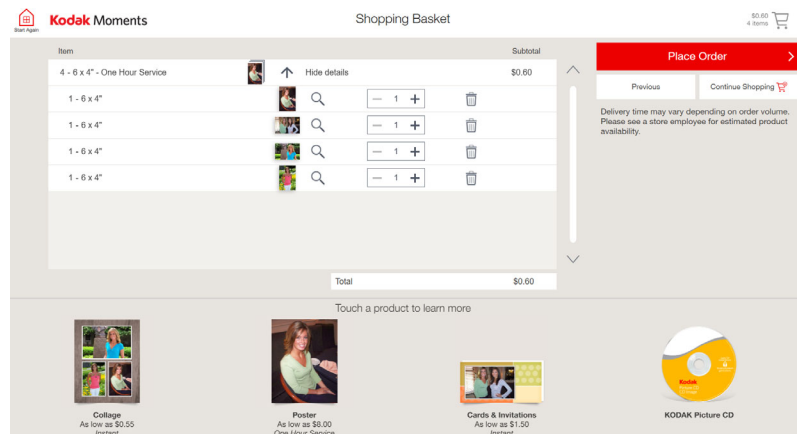 Start Again
Kodak Moments
Shopping Basket
$0.60
4 items
Item
Subtotal
4 - 6 x 4" - One Hour Service
Hide details
$0.60
1 - 6 x 4"
1
1 - 6 x 4"
1
1 - 6 x 4"
1
1 - 6 x 4"
1
Total
$0.60
Place Order
Previous
Continue Shopping
Delivery time may vary depending on order volume.
Please see a store employee for estimated product
availability.
Touch a product to learn more
Collage
As low as $0.55
Instant
Poster
As low as $8.00
One Hour Service
Cards & Invitations
As low as $1.50
Instant
Kodak
KODAK Picture CD